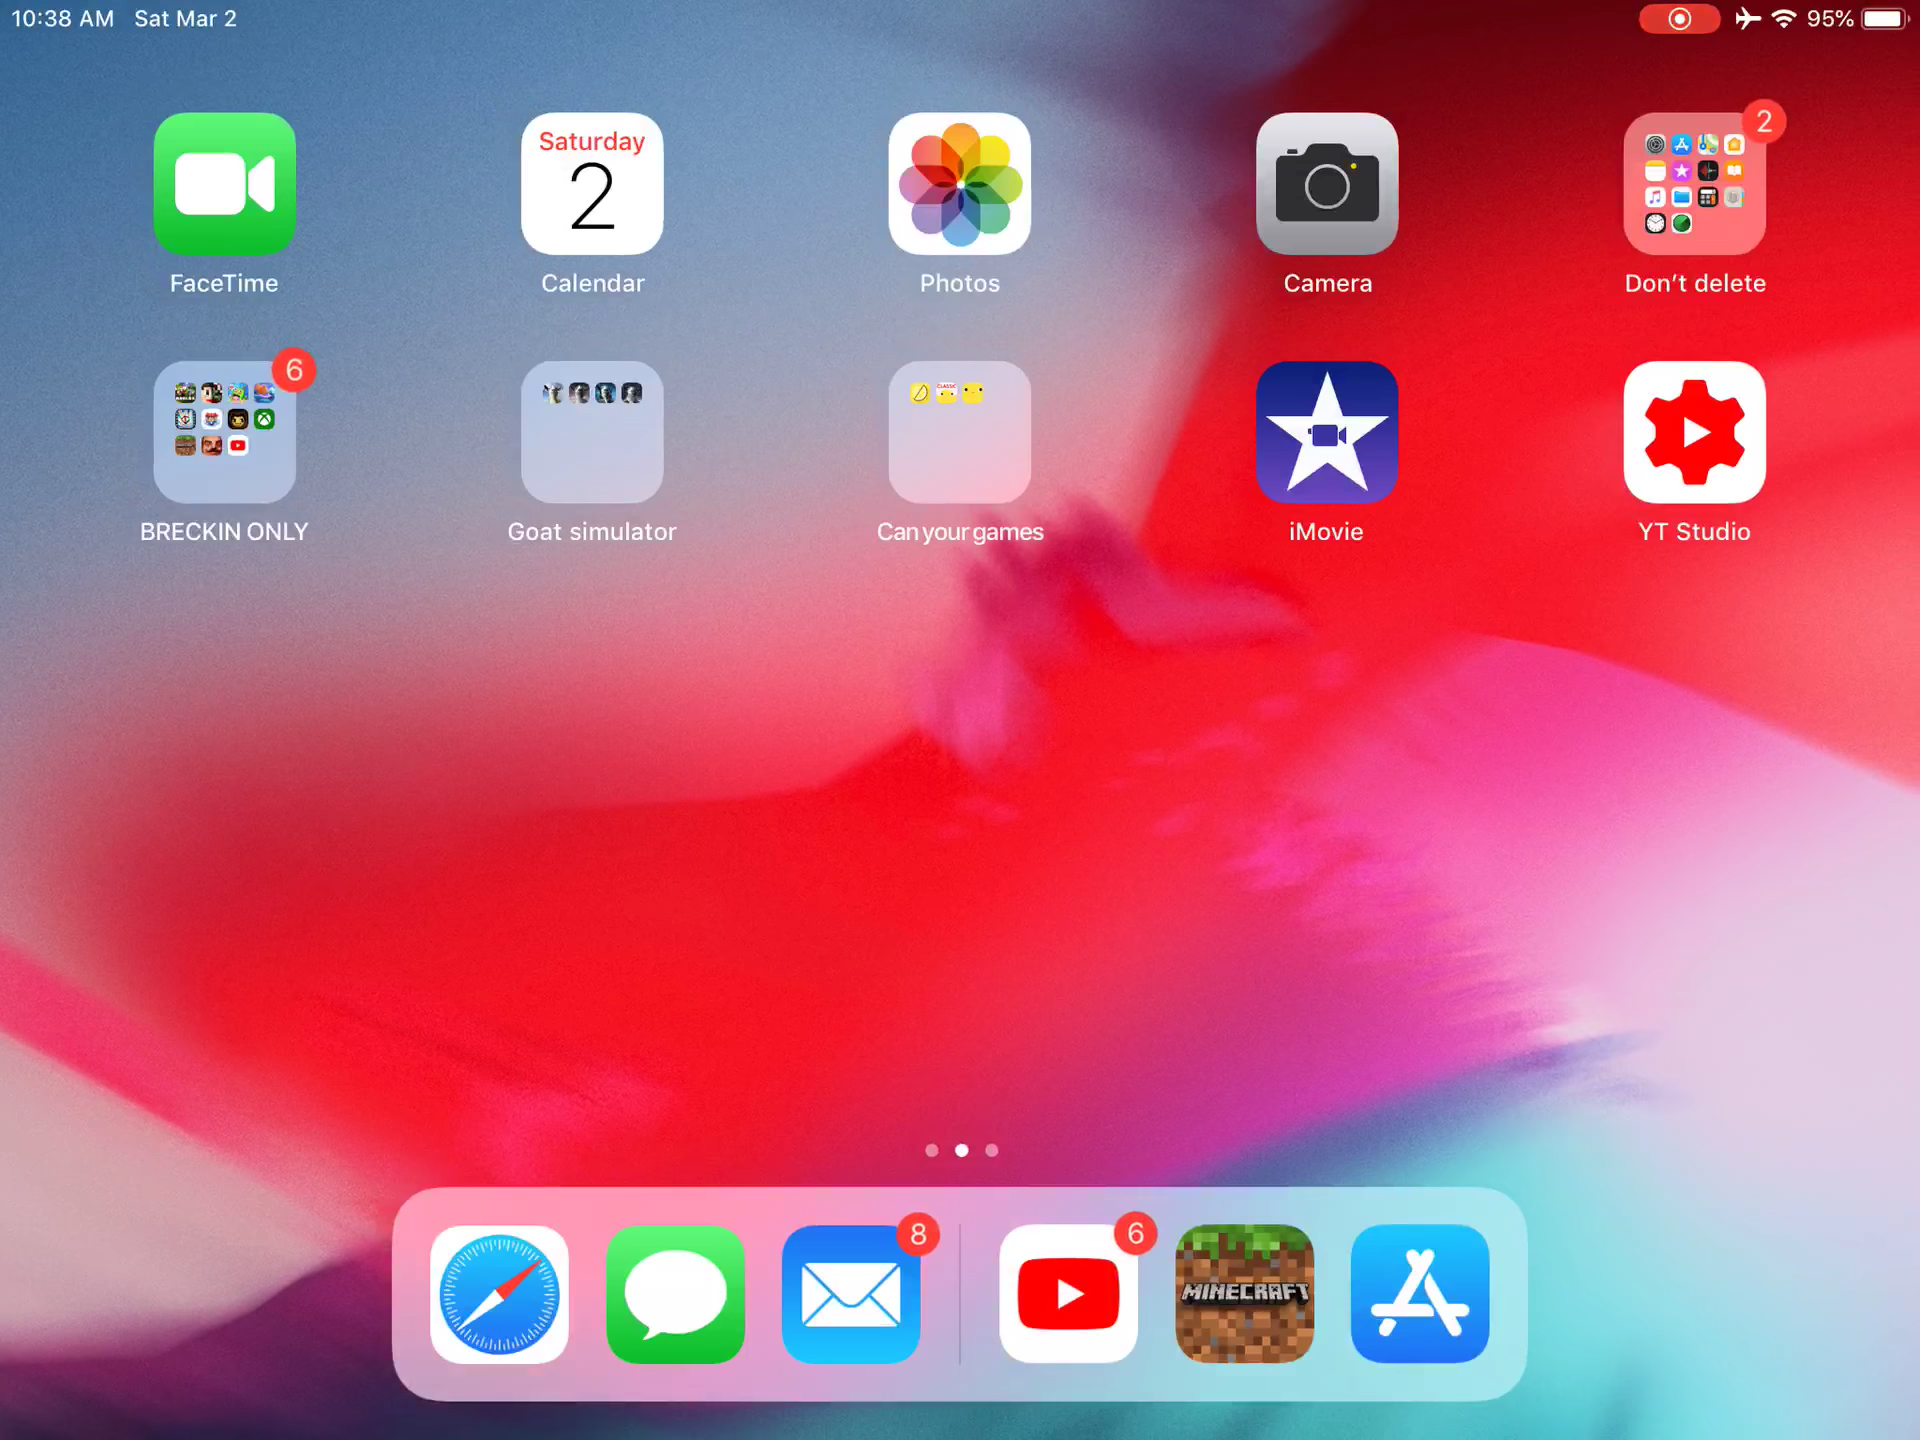 10:38 AM Sat Mar 2
95%
Saturday
2
2
FaceTime
Calendar
Photos
Camera
Don't delete
6
CLASSIC
BRECKIN ONLY
Goat simulator
Can your games
iMovie
YT Studio
8
6
MINECRAFT